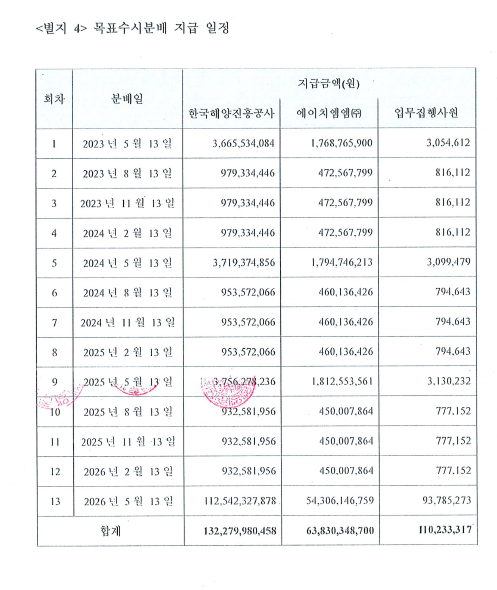 <별지 4> 목표수시분배 지급 일정
회차 분배일 지급금액(원)
한국해양진흥공사 에이치엠엠㈜ 업무집행사원
1 2023 년 5 월 13 일 3,665,534,084 1,768,765,900 3,054,612
2 2023 년 8 월 13 일 979,334,446 472,567,799 816,112
3 2023 년 11 월 13 일 979,334,446 472,567,799 816,112
4 2024 년 2 월 13 일 979,334,446 472,567,799 816,112
5 2024 년 5 월 13 일 3,719,374,856 1,794,746,213 3,099,479
6 2024 년 8 월 13 일 953,572,066 460,136,426 794,643
7 2024 년 11 월 13 일 953,572,066 460,136,426 794,643
8 2025 년 2 월 13 일 953,572,066 460,136,426 794,643
9 2025 년 5 월 13 일 3,756,278,236 1,812,553,561 3,130,232
10 2025 년 8 월 13 일 932,581,956 450,007,864 777,152
11 2025 년 11 월 13 일 932,581,956 450,007,864 777,152
12 2026 년 2 월 13 일 932,581,956 450,007,864 777,152
13 2026 년 5 월 13 일 112,542,327,878 54,306,146,759 93,785,273
합계 132,279,980,458 63,830,348,700 110,233,317